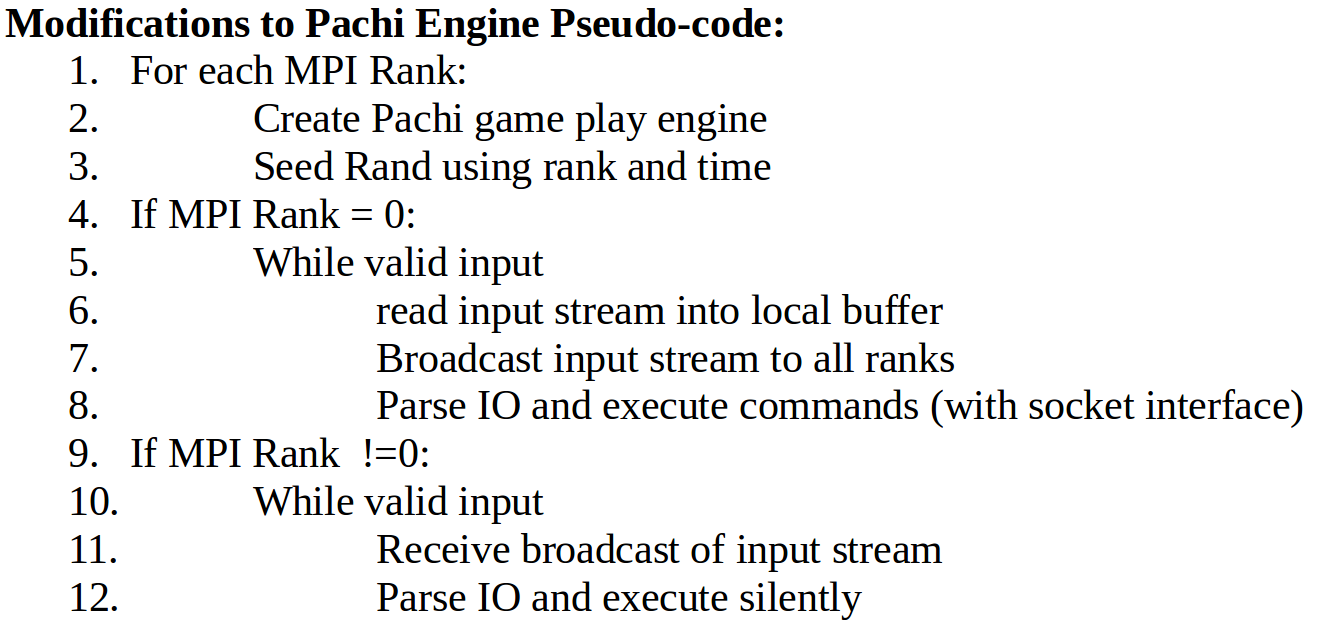 Modifications to Pachi Engine Pseudo-code:
1. For each MPI Rank:
2. Create Pachi game play engine
3. Seed Rand using rank and time
4. If MPI Rank = 0:
5. While valid input
6. read input stream into local buffer
7. Broadcast input stream to all ranks
8. Parse IO and execute commands (with socket interface)
9. If MPI Rank !=0:
10. While valid input
11. Receive broadcast of input stream
12. Parse IO and execute silently